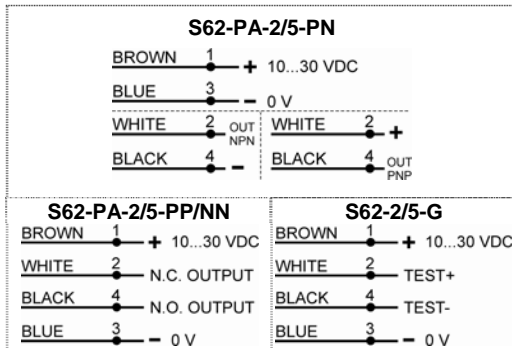 S62-PA-2/5-PN
BROWN 1 + 10...30 VDC
BLUE 3 - 0 V
WHITE 2 OUT NPN
BLACK 4 -
WHITE 2 +
BLACK 4 OUT PNP
S62-PA-2/5-PP/NN
BROWN 1 + 10...30 VDC
WHITE 2 N.C. OUTPUT
BLACK 4 N.O. OUTPUT
BLUE 3 - 0 V
S62-2/5-G
BROWN 1 + 10...30 VDC
WHITE 2 TEST+
BLACK 4 TEST-
BLUE 3 - 0 V